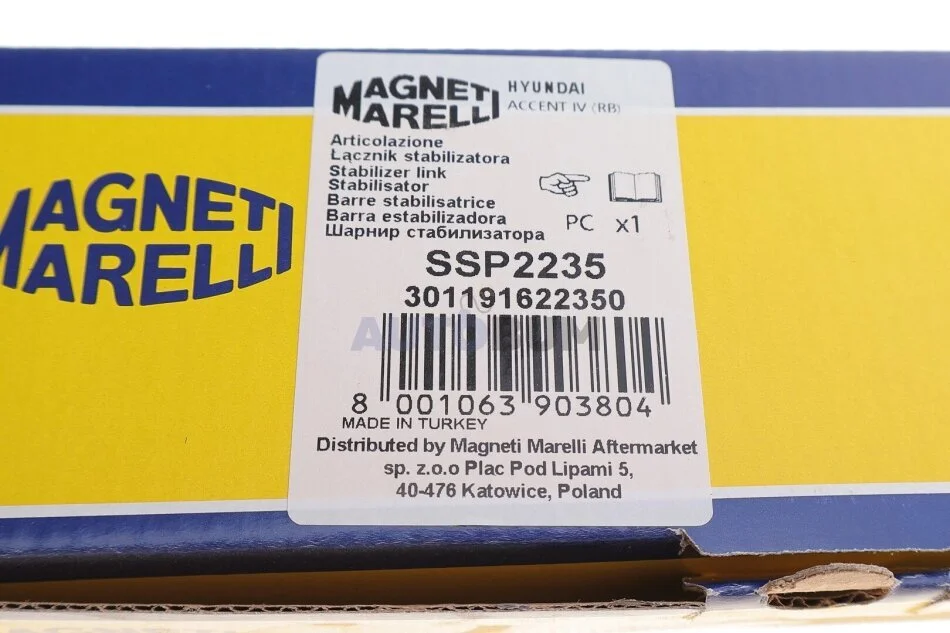 MAGNETI
MARELLI
HYUNDAI
ACCENT IV (RB)
Articolazione
Łącznik stabilizatora
Stabilizer link
Stabilisator
Barre stabilisatrice
Barra estabilizadora
Шарнир стабилизатора
PC x1
MAGNETI
MARELLI
SSP2235
301191622350
AUTOBUM
8 001063 903804
MADE IN TURKEY
Distributed by Magneti Marelli Aftermarket
sp. z.o.o Plac Pod Lipami 5,
40-476 Katowice, Poland